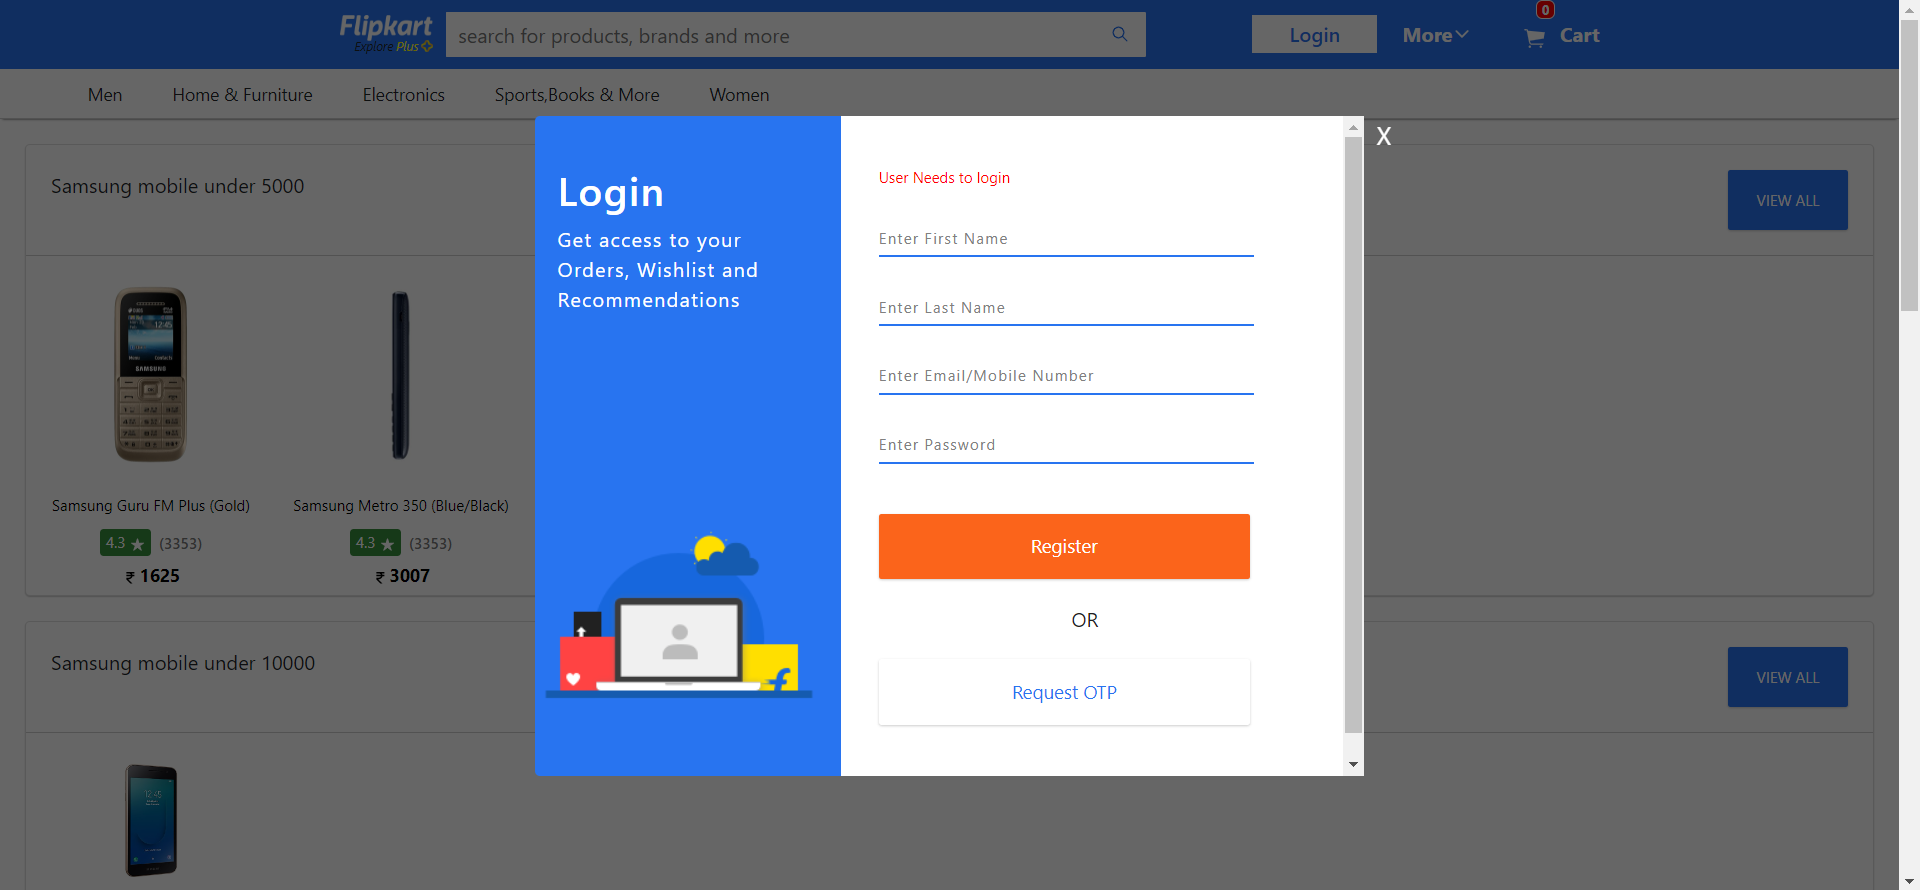 Flipkart
Explore Plus
search for products, brands and more
Login
More
0
Cart
Men
Home & Furniture
Electronics
Sports,Books & More
Women
Samsung mobile under 5000
VIEW ALL
SAMSUNG
12:45
Samsung Guru FM Plus (Gold)
4.3 ★ (3353)
₹ 1625
Samsung Metro 350 (Blue/Black)
4.3 ★ (3353)
₹ 3007
Samsung mobile under 10000
VIEW ALL
Login
Get access to your
Orders, Wishlist and
Recommendations
X
User Needs to login
Enter First Name
Enter Last Name
Enter Email/Mobile Number
Enter Password
Register
OR
Request OTP